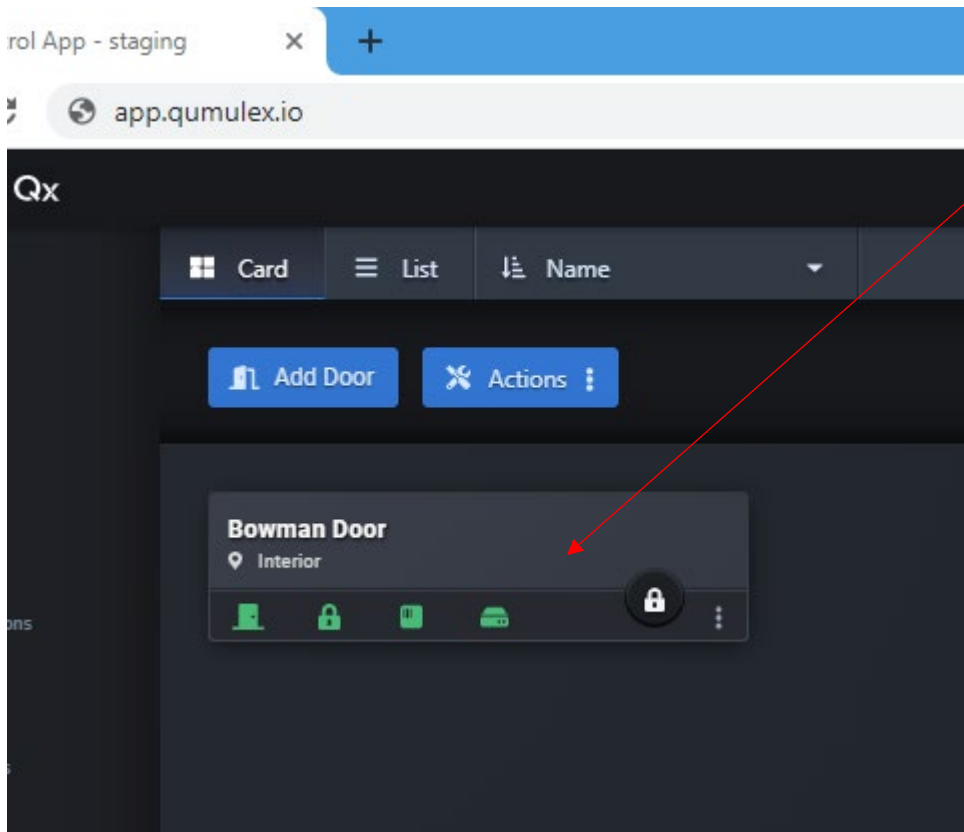 rol App - staging
app.qumulex.io
Qx
Card List Name
Add Door Actions
Bowman Door
Interior
ons
s